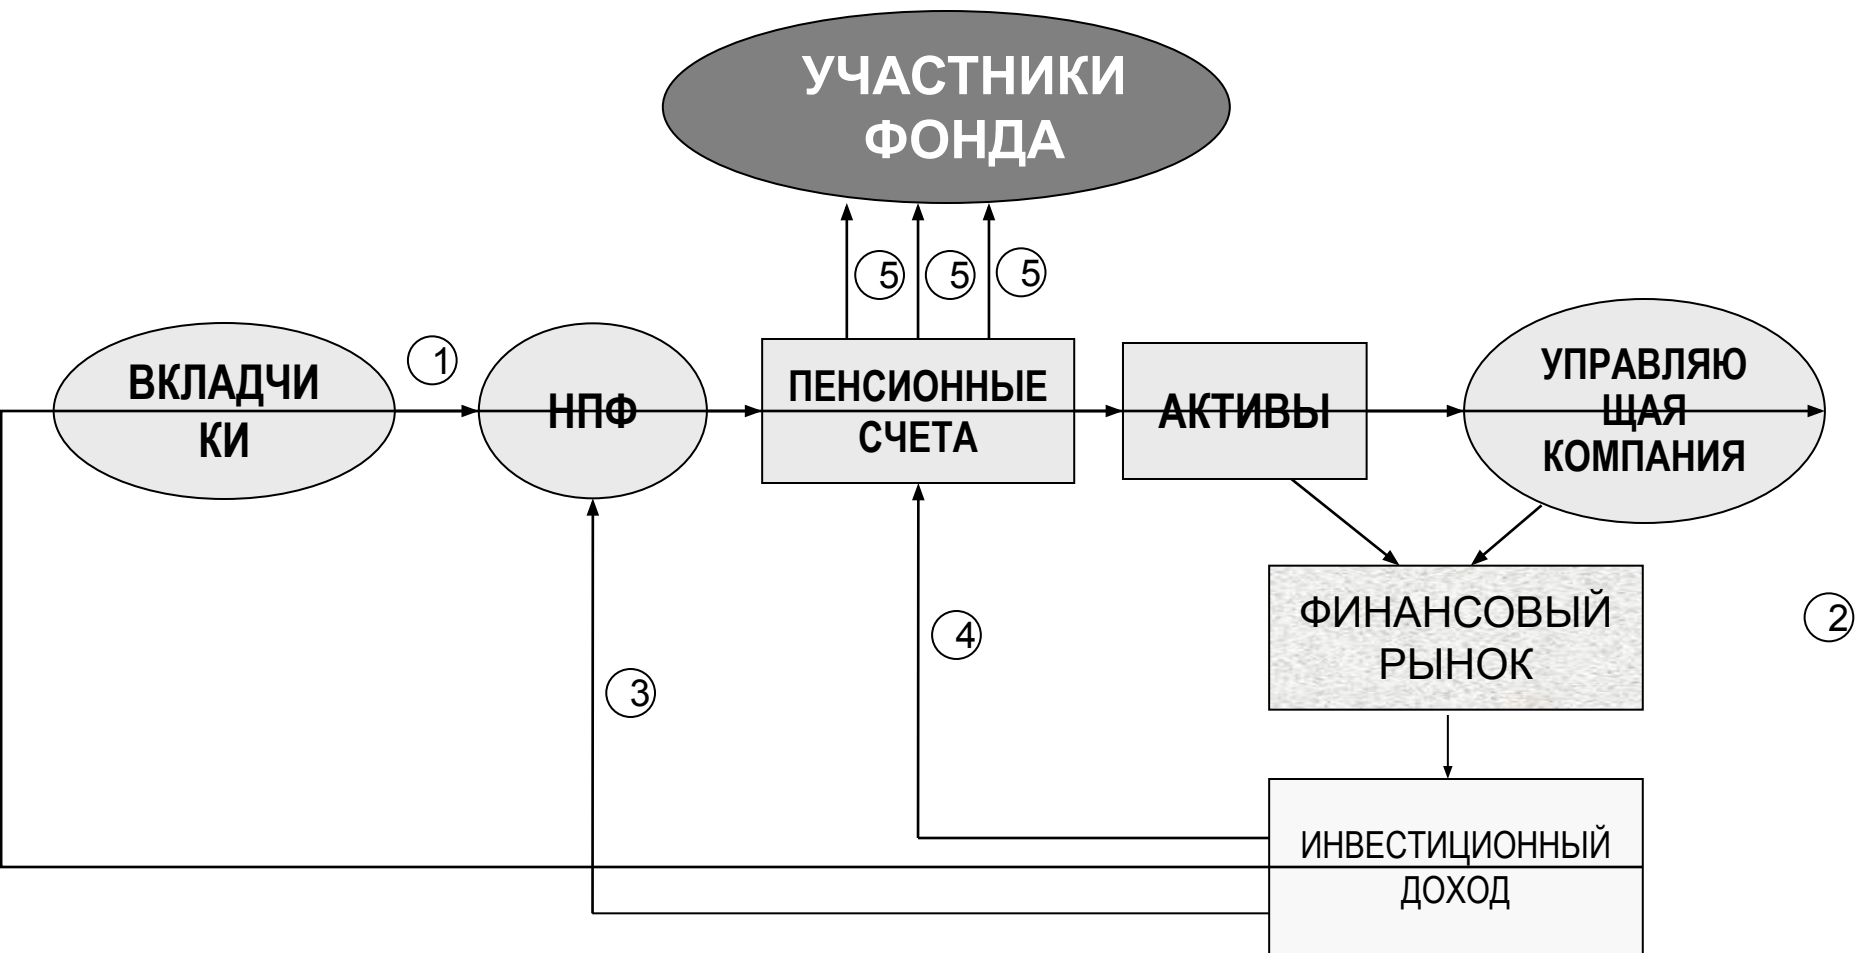 УЧАСТНИКИ
ФОНДА
5
5
5
1
ВКЛАДЧИ
КИ
НПФ
ПЕНСИОННЫЕ
СЧЕТА
АКТИВЫ
УПРАВЛЯЮ
ЩАЯ
КОМПАНИЯ
ФИНАНСОВЫЙ
РЫНОК
2
4
3
ИНВЕСТИЦИОННЫЙ
ДОХОД